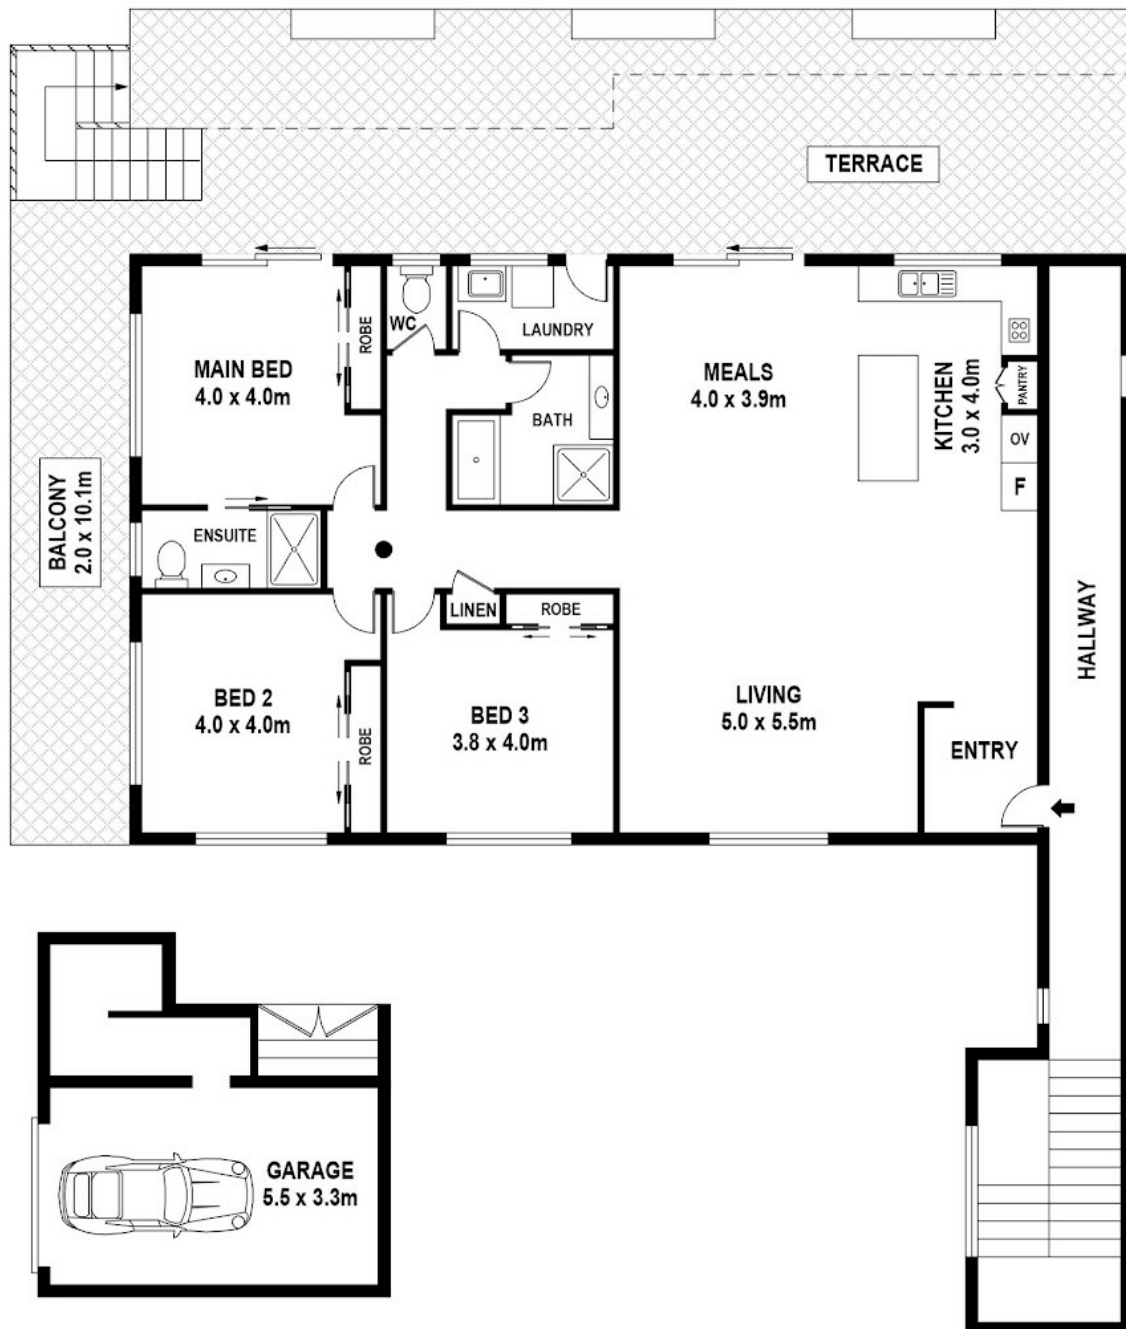 TERRACE
WC
LAUNDRY
ROBE
MAIN BED
4.0 x 4.0m
MEALS
4.0 x 3.9m
KITCHEN
3.0 x 4.0m
PANTRY
BATH
OV
F
BALCONY
2.0 x 10.1m
ENSUITE
LINEN
ROBE
HALLWAY
BED 2
4.0 x 4.0m
ROBE
BED 3
3.8 x 4.0m
LIVING
5.0 x 5.5m
ENTRY
GARAGE
5.5 x 3.3m